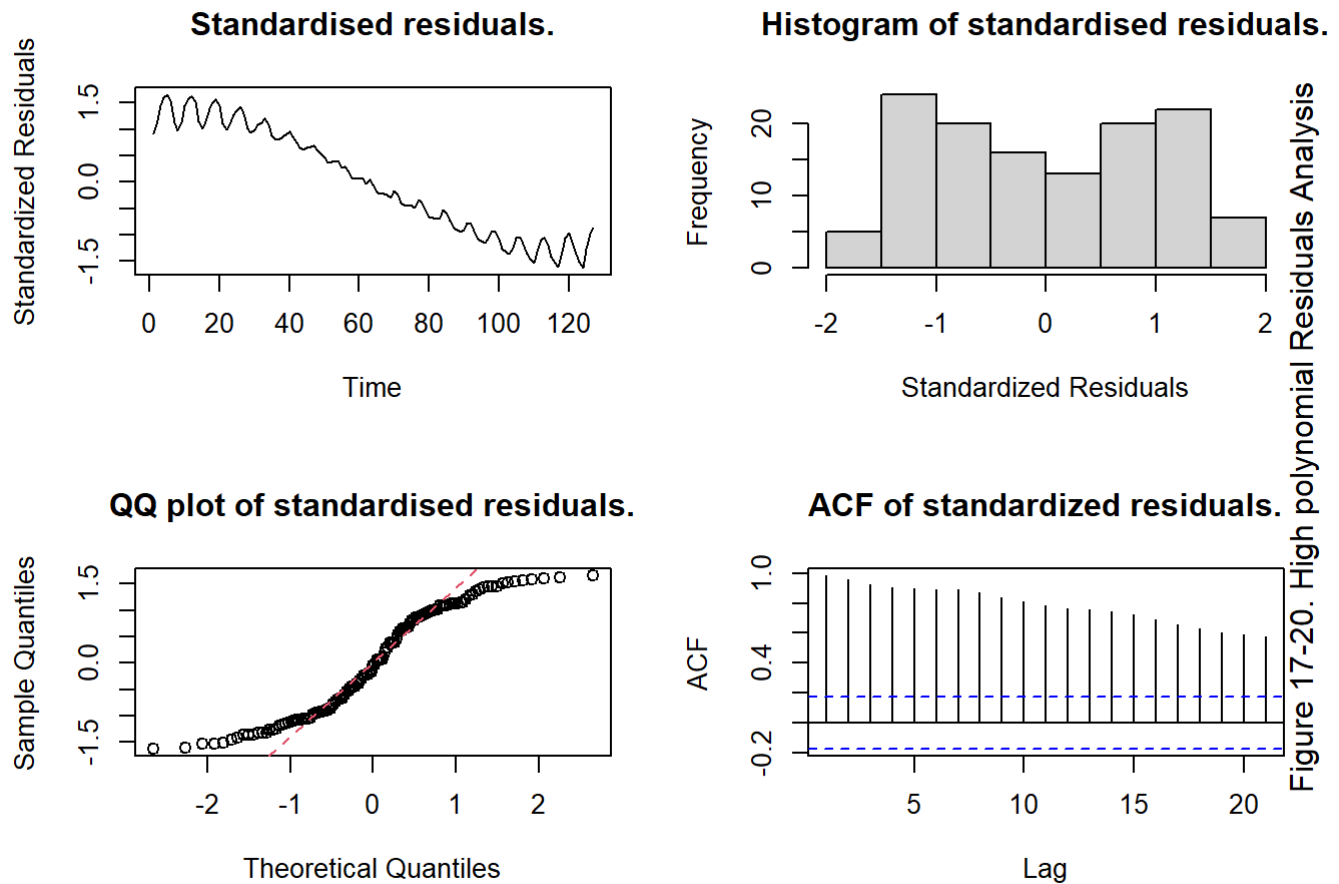 Standardised residuals.
Standardized Residuals
1.5
0.0
-1.5
0 20 40 60 80 100 120
Time
Histogram of standardised residuals.
Frequency
20
10
0
-2 -1 0 1 2
Standardized Residuals
QQ plot of standardised residuals.
Sample Quantiles
1.5
0.0
-1.5
-2 -1 0 1 2
Theoretical Quantiles
ACF of standardized residuals.
ACF
1.0
0.4
-0.2
5 10 15 20
Lag
Figure 17-20. High polynomial Residuals Analysis